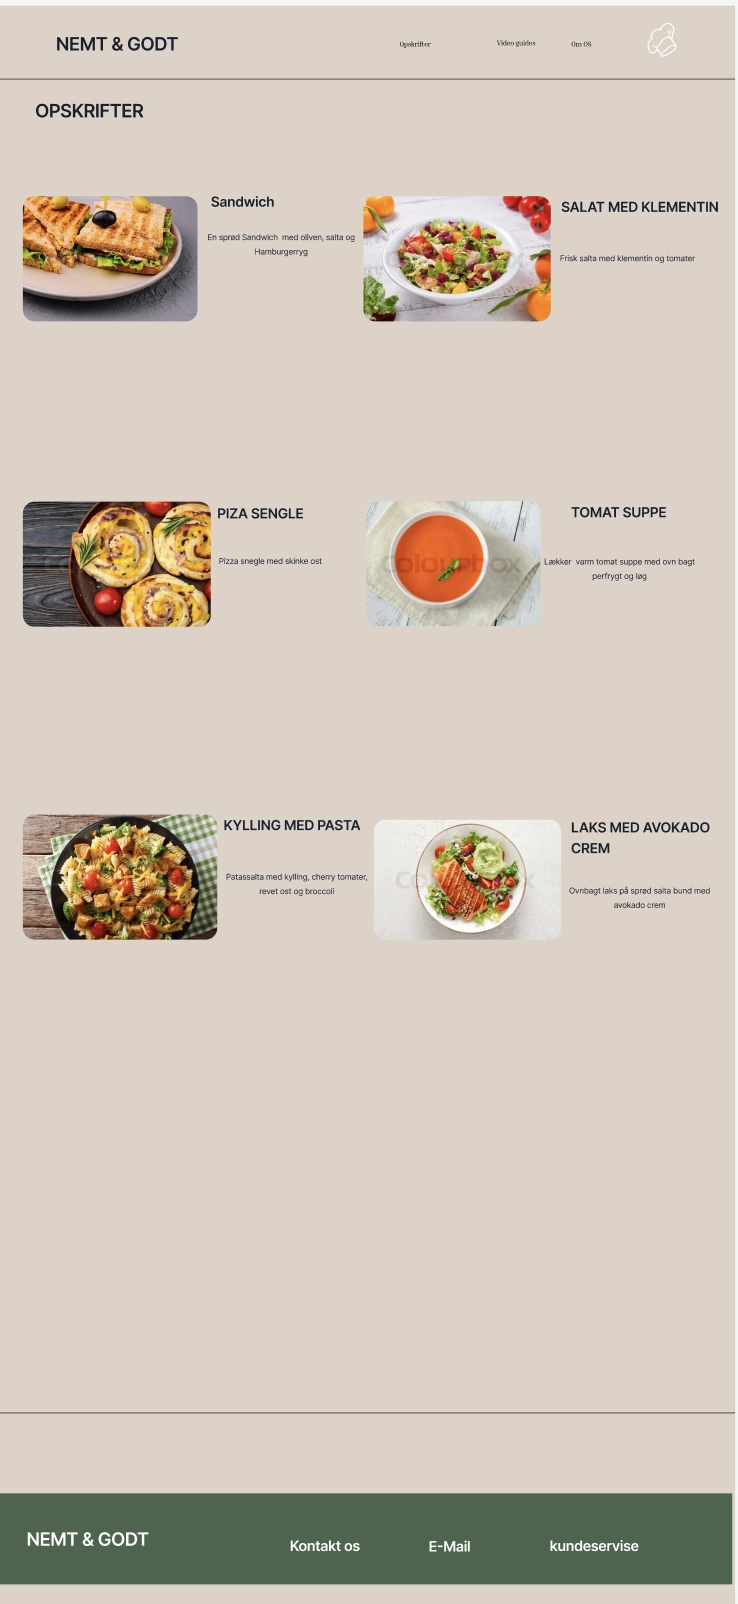 NEMT & GODT
Opskrifter
Video guides
Om OS
OPSKRIFTER
Sandwich
En sprød Sandwich  med oliven, salta og
Hamburgerryg
SALAT MED KLEMENTIN
Frisk salta med klementin og tomater
PIZA SENGLE
Pizza snegle med skinke ost
colourbox
TOMAT SUPPE
Lækker  varm tomat suppe med ovn bagt
perfrygt og løg
KYLLING MED PASTA
Patassalta med kylling, cherry tomater,
revet ost og broccoli
LAKS MED AVOKADO
CREM
Ovnbagt laks på sprød salta bund med
avokado crem
NEMT & GODT
Kontakt os
E-Mail
kundeservise